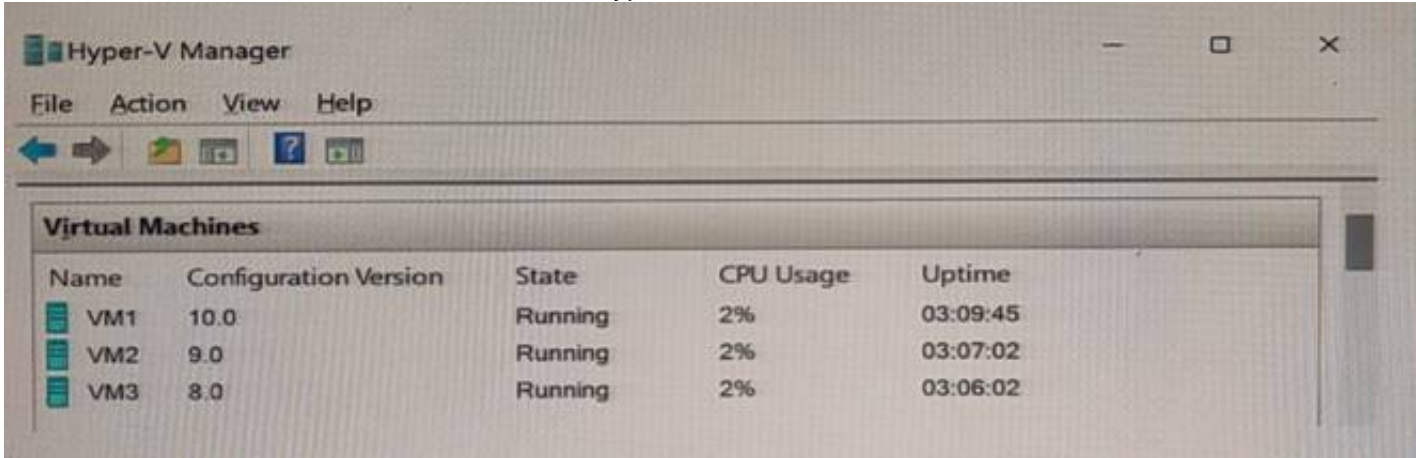 Hyper-V Manager
File Action View Help
Virtual Machines
Name Configuration Version State CPU Usage Uptime
VM1 10.0 Running 2% 03:09:45
VM2 9.0 Running 2% 03:07:02
VM3 8.0 Running 2% 03:06:02